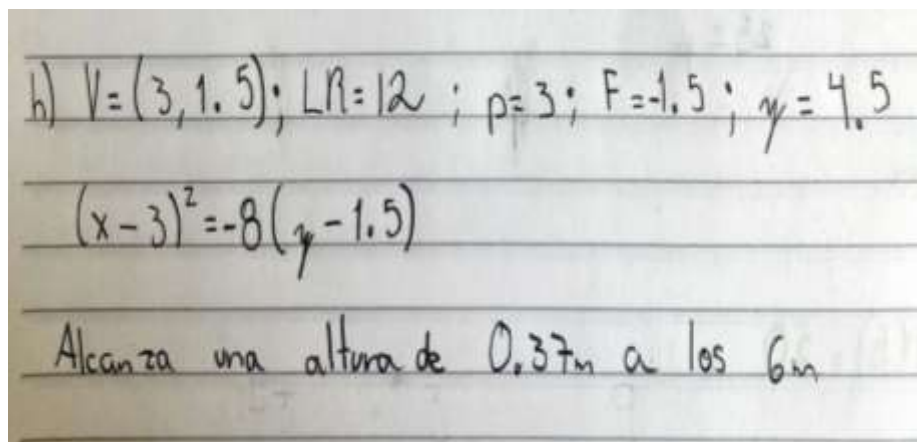 h) V=(3,1.5); LR=12; p=3; F=-1.5; y=4.5
(x-3)²=-8(y-1.5)
Alcanza una altura de 0.37m a los 6m